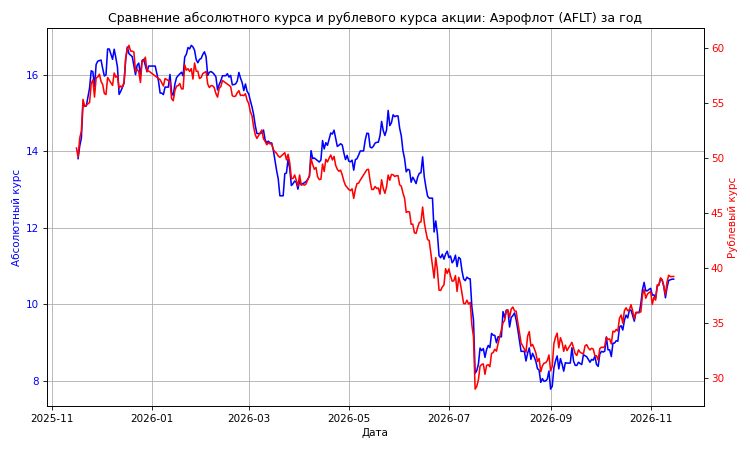 Сравнение абсолютного курса и рублевого курса акции: Аэрофлот (AFLT) за год
Абсолютный курс
16
14
12
10
8
60
55
50
45
40
35
30
Рублевый курс
2025-11 2026-01 2026-03 2026-05 2026-07 2026-09 2026-11
Дата